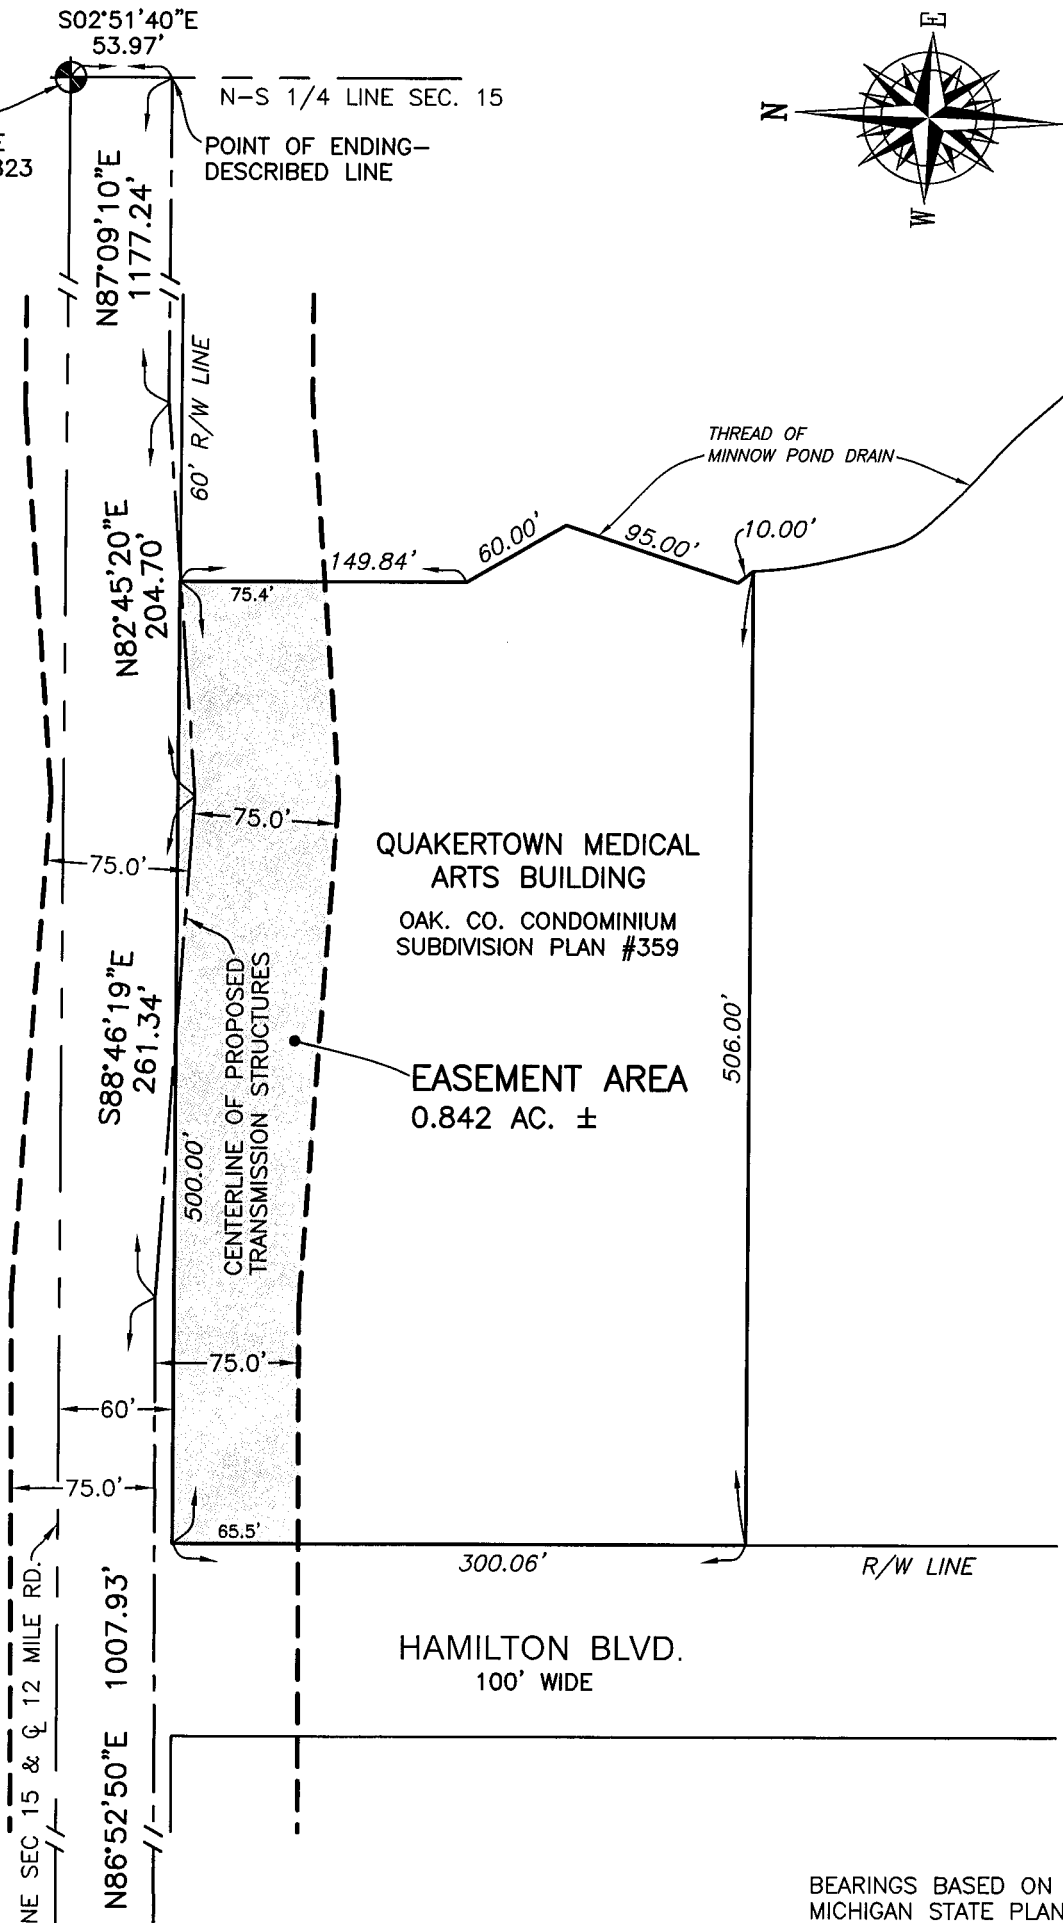 S02°51'40"E
53.97'
E
N-S 1/4 LINE SEC. 15
N
W
E
323
POINT OF ENDING-
DESCRIBED LINE
N87°09'10"E
1177.24'
60' R/W LINE
THREAD OF
MINNOW POND DRAIN
N82°45'20"E
204.70'
149.84'
60.00'
95.00'
10.00'
75.4'
75.0'
75.0'
QUAKERTOWN MEDICAL
ARTS BUILDING
OAK. CO. CONDOMINIUM
SUBDIVISION PLAN #359
S88°46'19"E
261.34'
CENTERLINE OF PROPOSED
TRANSMISSION STRUCTURES
500.00'
506.00'
EASEMENT AREA
0.842 AC. ±
75.0'
60'
75.0'
65.5'
300.06'
R/W LINE
NE SEC 15 & ℄ 12 MILE RD.
N86°52'50"E 1007.93'
HAMILTON BLVD.
100' WIDE
BEARINGS BASED ON
MICHIGAN STATE PLAN